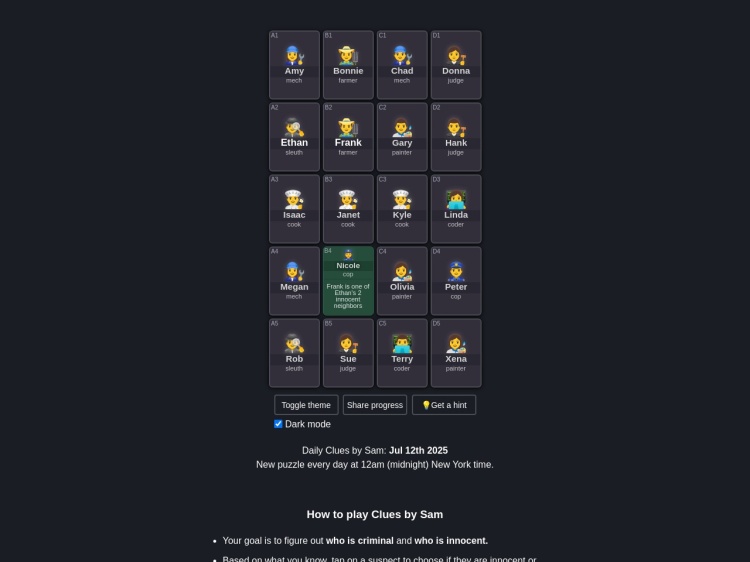 A1
Amy
mech
B1
Bonnie
farmer
C1
Chad
mech
D1
Donna
judge
A2
Ethan
sleuth
B2
Frank
farmer
C2
Gary
painter
D2
Hank
judge
A3
Isaac
cook
B3
Janet
cook
C3
Kyle
cook
D3
Linda
coder
A4
Megan
mech
B4
Nicole
cop
Frank is one of
Ethan's 2
innocent
neighbors
C4
Olivia
painter
D4
Peter
cop
A5
Rob
sleuth
B5
Sue
judge
C5
Terry
coder
D5
Xena
painter
Toggle theme
Share progress
💡Get a hint
Dark mode
Daily Clues by Sam: Jul 12th 2025
New puzzle every day at 12am (midnight) New York time.
How to play Clues by Sam
• Your goal is to figure out who is criminal and who is innocent.
• Based on what you know, tap on a suspect to choose if they are innocent or